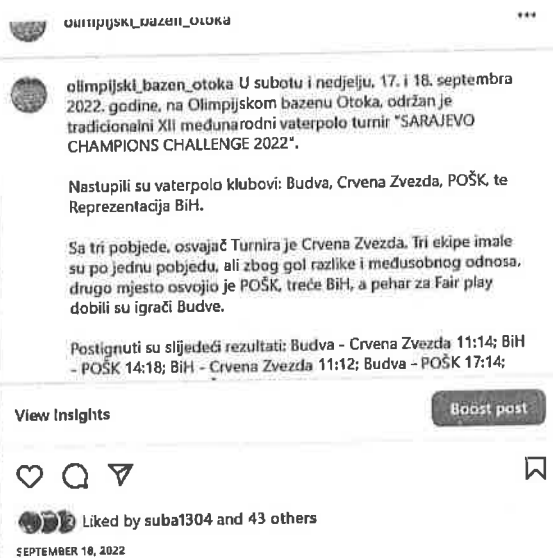 olimpijski_bazen_otoka
olimpijski_bazen_otoka U subotu i nedjelju, 17. i 18. septembra
2022. godine, na Olimpijskom bazenu Otoka, održan je
tradicionalni XII međunarodni vaterpolo turnir "SARAJEVO
CHAMPIONS CHALLENGE 2022".
Nastupili su vaterpolo klubovi: Budva, Crvena Zvezda, POŠK, te
Reprezentacija BiH.
Sa tri pobjede, osvajač Turnira je Crvena Zvezda. Tri ekipe imale
su po jednu pobjedu, ali zbog gol razlike i međusobnog odnosa,
drugo mjesto osvojio je POŠK, treće BiH, a pehar za Fair play
dobili su igrači Budve.
Postignuti su slijedeći rezultati: Budva - Crvena Zvezda 11:14; BiH
- POŠK 14:18; BiH - Crvena Zvezda 11:12; Budva - POŠK 17:14;
View Insights
Boost post
Liked by suba1304 and 43 others
SEPTEMBER 18, 2022